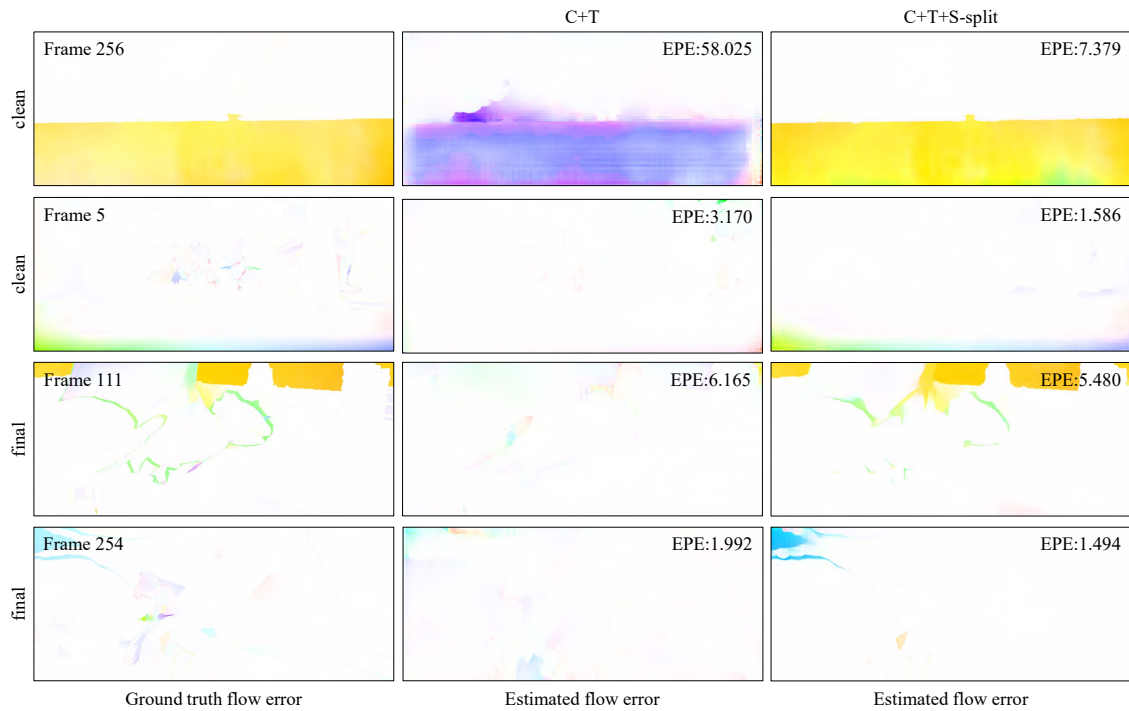 C+T
C+T+S-split
clean
Frame 256
EPE:58.025
EPE:7.379
clean
Frame 5
EPE:3.170
EPE:1.586
final
Frame 111
EPE:6.165
EPE:5.480
final
Frame 254
EPE:1.992
EPE:1.494
Ground truth flow error
Estimated flow error
Estimated flow error